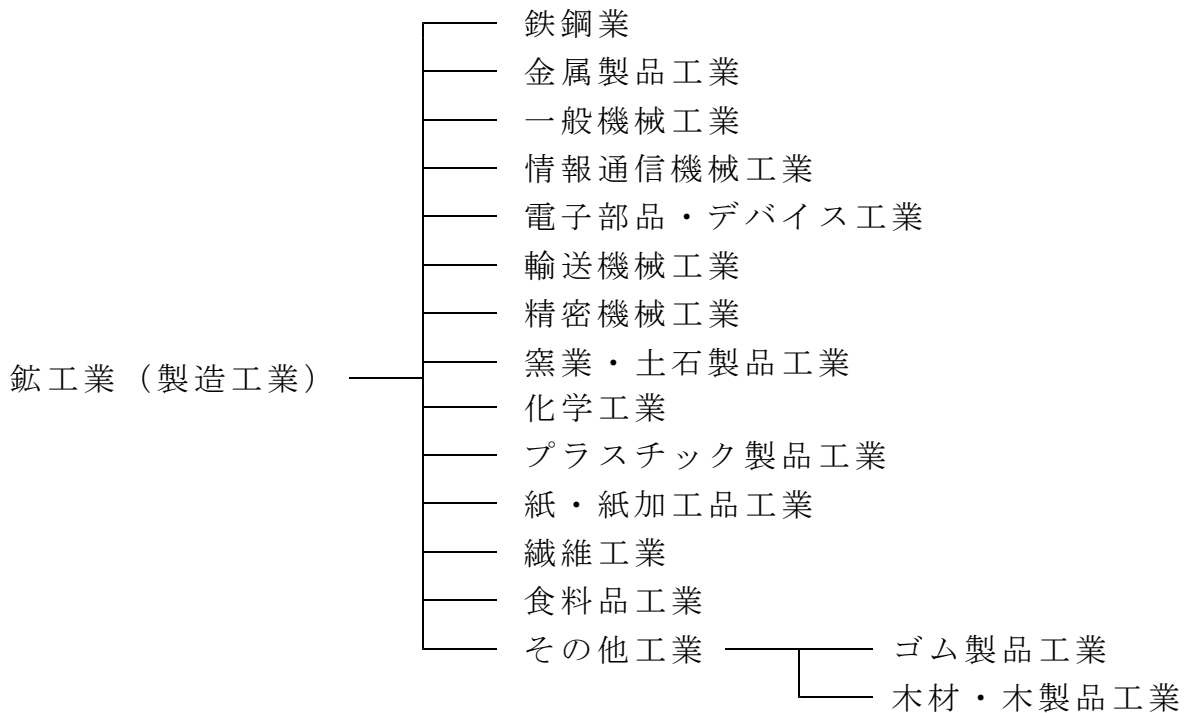 鉄鋼業
金属製品工業
一般機械工業
情報通信機械工業
電子部品・デバイス工業
輸送機械工業
精密機械工業
窯業・土石製品工業
鉱工業（製造工業）
化学工業
プラスチック製品工業
紙・紙加工品工業
繊維工業
食料品工業
その他工業
ゴム製品工業
木材・木製品工業